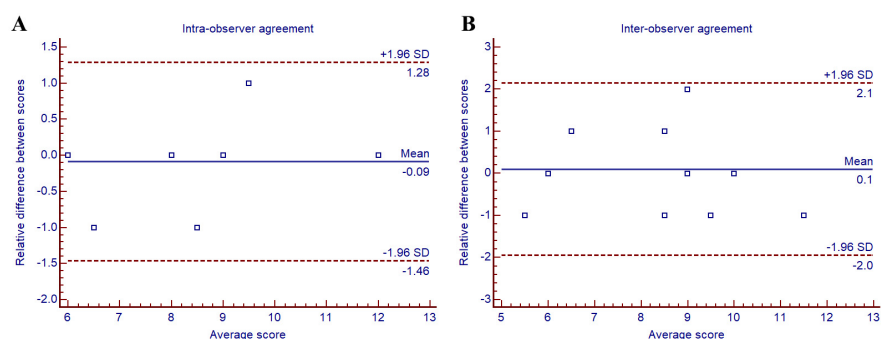 A
Intra-observer agreement
Relative difference between scores
1.5
1.0
0.5
0.0
-0.5
-1.0
-1.5
-2.0
+1.96 SD
1.28
Mean
-0.09
-1.96 SD
-1.46
6 7 8 9 10 11 12 13
Average score
B
Inter-observer agreement
Relative difference between scores
3
2
1
0
-1
-2
-3
+1.96 SD
2.1
Mean
0.1
-1.96 SD
-2.0
5 6 7 8 9 10 11 12 13
Average score